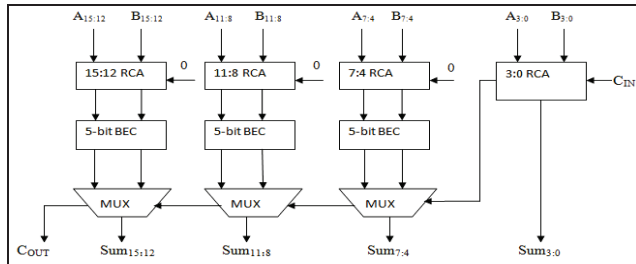 A15:12 B15:12 A11:8 B11:8 A7:4 B7:4 A3:0 B3:0
0 0 0
15:12 RCA 11:8 RCA 7:4 RCA 3:0 RCA
CIN
5-bit BEC 5-bit BEC 5-bit BEC
MUX MUX MUX
COUT Sum15:12 Sum11:8 Sum7:4 Sum3:0